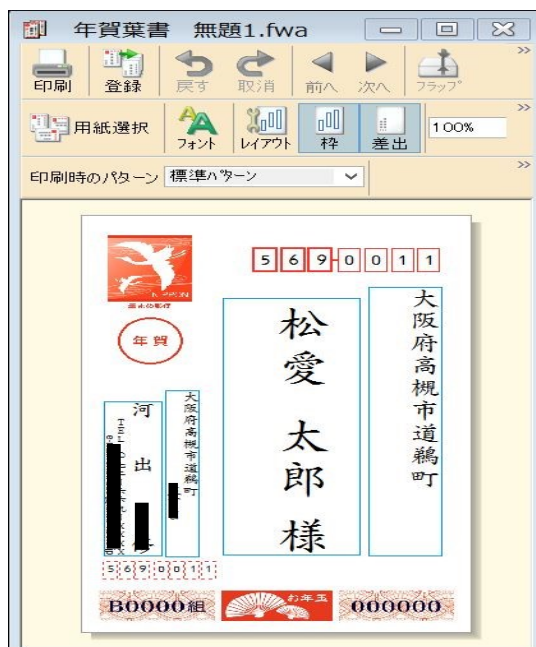 年賀葉書 無題1.fwa
印刷
登録
戻す
取消
前へ
次へ
フラップ
用紙選択
フォント
レイアウト
枠
差出
100%
印刷時のパターン
標準パターン
569-0011
大阪府高槻市道鵜町
松愛 太郎 様
年賀
大阪府高槻市道鵜町
河出
5690011
B0000組
お年玉
000000